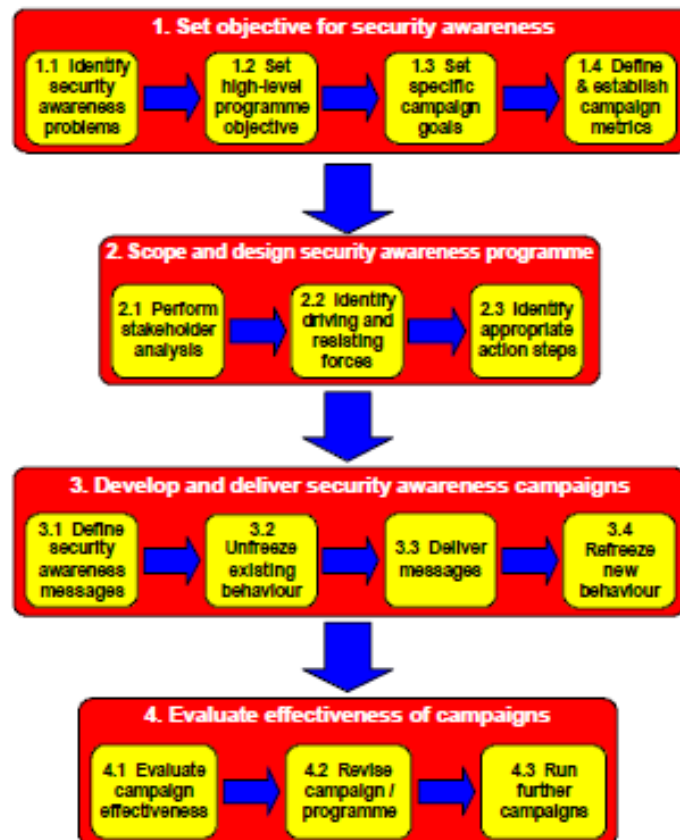 1. Set objective for security awareness
1.1 Identify
security
awareness
problems
1.2 Set
high-level
programme
objective
1.3 Set
specific
campaign
goals
1.4 Define
& establish
campaign
metrics
2. Scope and design security awareness programme
2.1 Perform
stakeholder
analysis
2.2 Identify
driving and
resisting
forces
2.3 Identify
appropriate
action steps
3. Develop and deliver security awareness campaigns
3.1 Define
security
awareness
messages
3.2
Unfreeze
existing
behaviour
3.3 Deliver
messages
3.4
Refreeze
new
behaviour
4. Evaluate effectiveness of campaigns
4.1 Evaluate
campaign
effectiveness
4.2 Revise
campaign /
programme
4.3 Run
further
campaigns